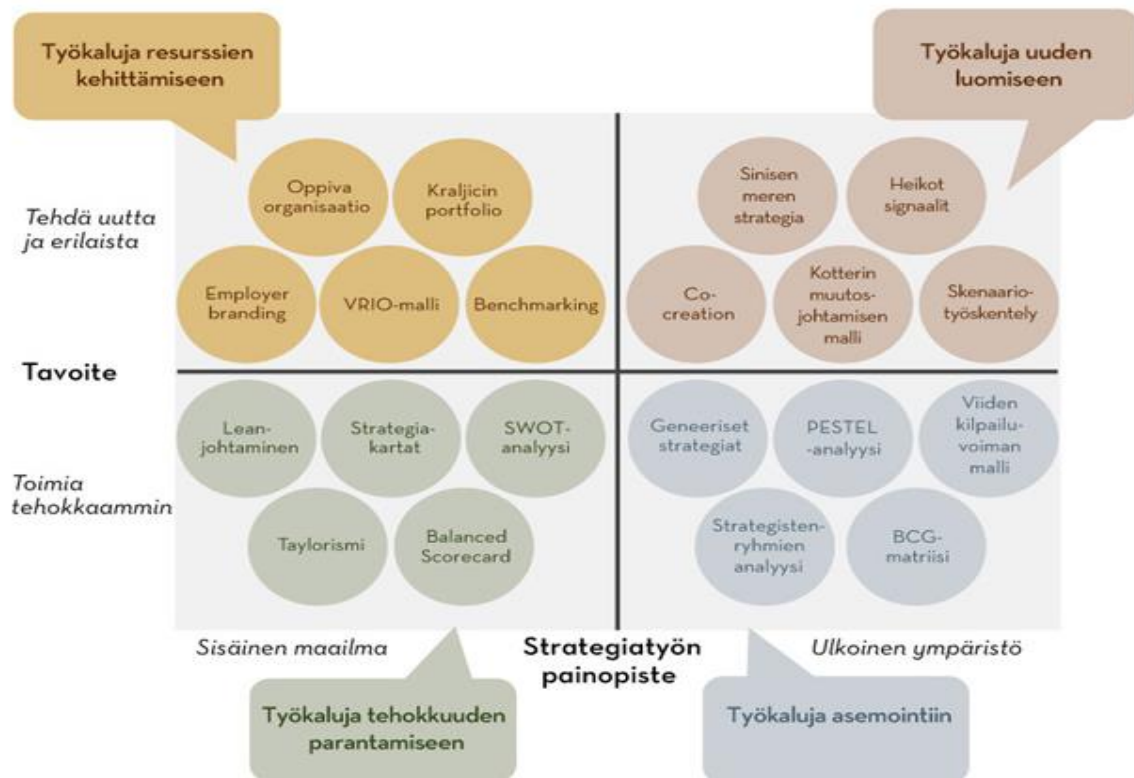 Työkaluja resurssien
kehittämiseen
Työkaluja uuden
luomiseen
Tehdä uutta
ja erilaista
Oppiva
organisaatio
Kraljicin
portfolio
Employer
branding
VRIO-malli
Benchmarking
Sinisen
meren
strategia
Heikot
signaalit
Co-
creation
Kotterin
muutos-
johtamisen
malli
Skenaario-
työskentely
Tavoite
Toimia
tehokkaammin
Lean-
johtaminen
Strategia-
kartat
SWOT-
analyysi
Taylorismi
Balanced
Scorecard
Geneeriset
strategiat
PESTEL
-analyysi
Viiden
kilpailu-
voiman
malli
Strategisten-
ryhmien
analyysi
BCG-
matriisi
Sisäinen maailma
Strategiatyön
painopiste
Ulkoinen ympäristö
Työkaluja tehokkuuden
parantamiseen
Työkaluja asemointiin